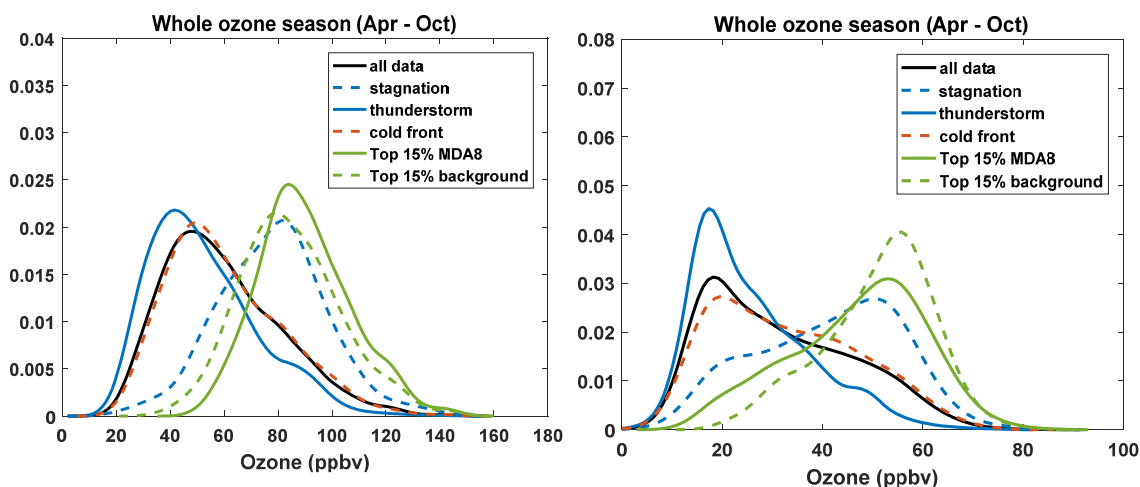 Whole ozone season (Apr - Oct)
0.04
0.035
0.03
0.025
0.02
0.015
0.01
0.005
0
0 20 40 60 80 100 120 140 160 180
Ozone (ppbv)
all data
stagnation
thunderstorm
cold front
Top 15% MDA8
Top 15% background
Whole ozone season (Apr - Oct)
0.08
0.07
0.06
0.05
0.04
0.03
0.02
0.01
0
0 20 40 60 80 100
Ozone (ppbv)
all data
stagnation
thunderstorm
cold front
Top 15% MDA8
Top 15% background